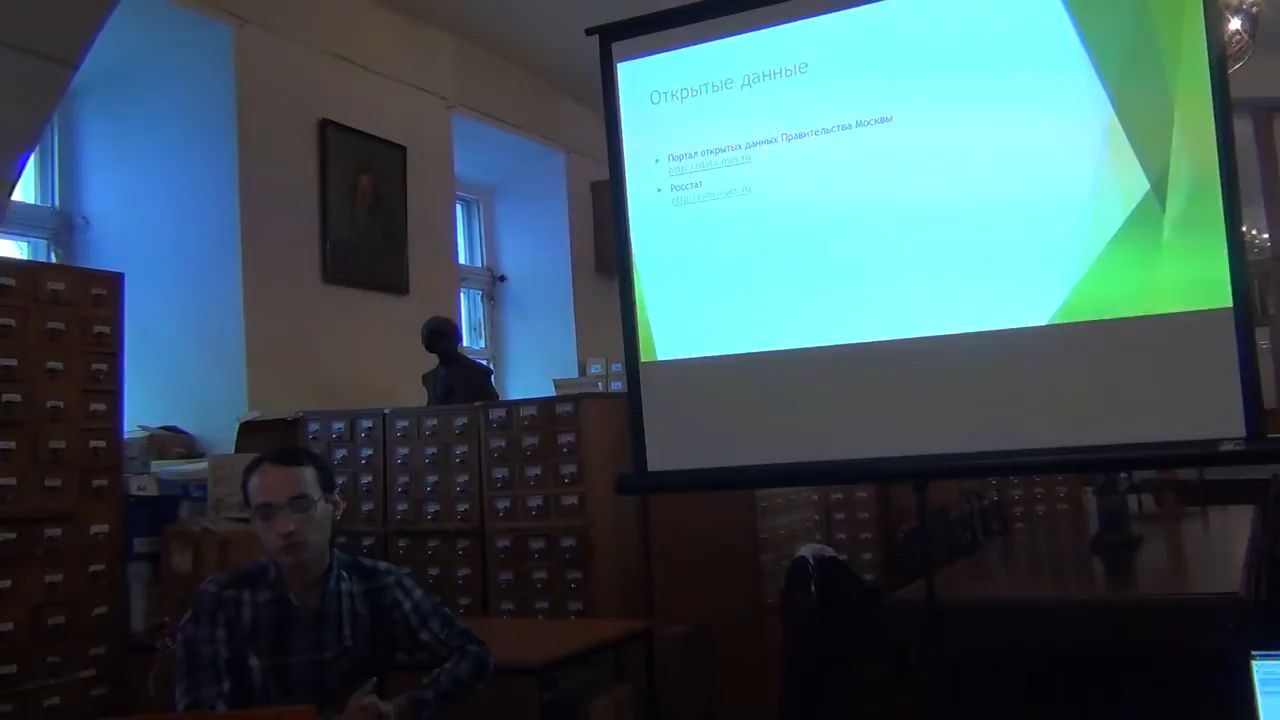 Открытые данные
Портал открытых данных Правительства Москвы
http://data.mos.ru
Росстат